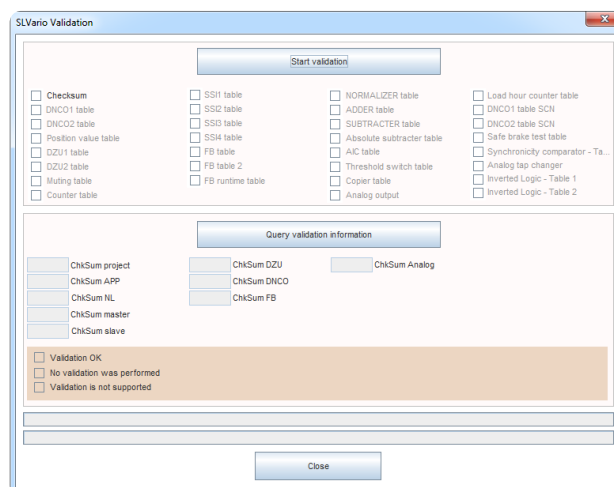 SLVario Validation
Start validation
Checksum
DNCO1 table
DNCO2 table
Position value table
DZU1 table
DZU2 table
Muting table
Counter table
SSI1 table
SSI2 table
SSI3 table
SSI4 table
FB table
FB table 2
FB runtime table
NORMALIZER table
ADDER table
SUBTRACTER table
Absolute subtracter table
AIC table
Threshold switch table
Copier table
Analog output
Load hour counter table
DNCO1 table SCN
DNCO2 table SCN
Safe brake test table
Synchronicity comparator - Ta...
Analog tap changer
Inverted Logic - Table 1
Inverted Logic - Table 2
Query validation information
ChkSum project
ChkSum APP
ChkSum NL
ChkSum master
ChkSum slave
ChkSum DZU
ChkSum DNCO
ChkSum FB
ChkSum Analog
Validation OK
No validation was performed
Validation is not supported
Close